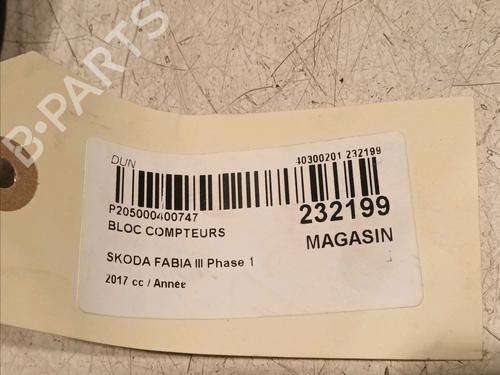 B-PARTS
DUN
40300201 232199
P205000400747
232199
BLOC COMPTEURS
MAGASIN
SKODA FABIA III Phase 1
2017 cc / Année